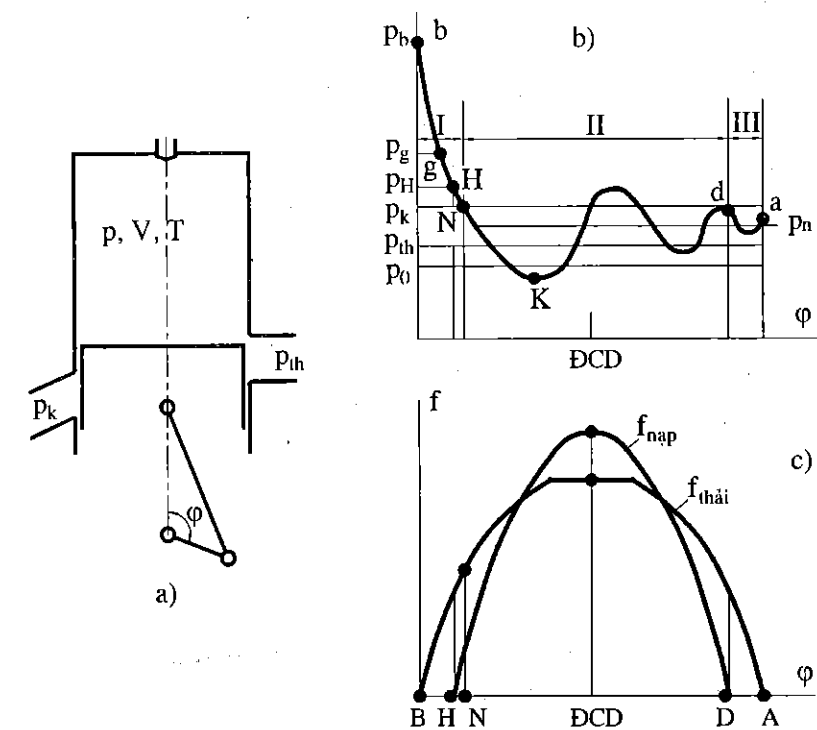 p, V, T
p_th
p_k
φ
a)
b)
p_b b
I II III
p_g g
p_H H
p_k N d a
p_n
p_th
p_0 K
φ
ĐCD
f
f_nạp
c)
f_thải
φ
B H N ĐCD D A